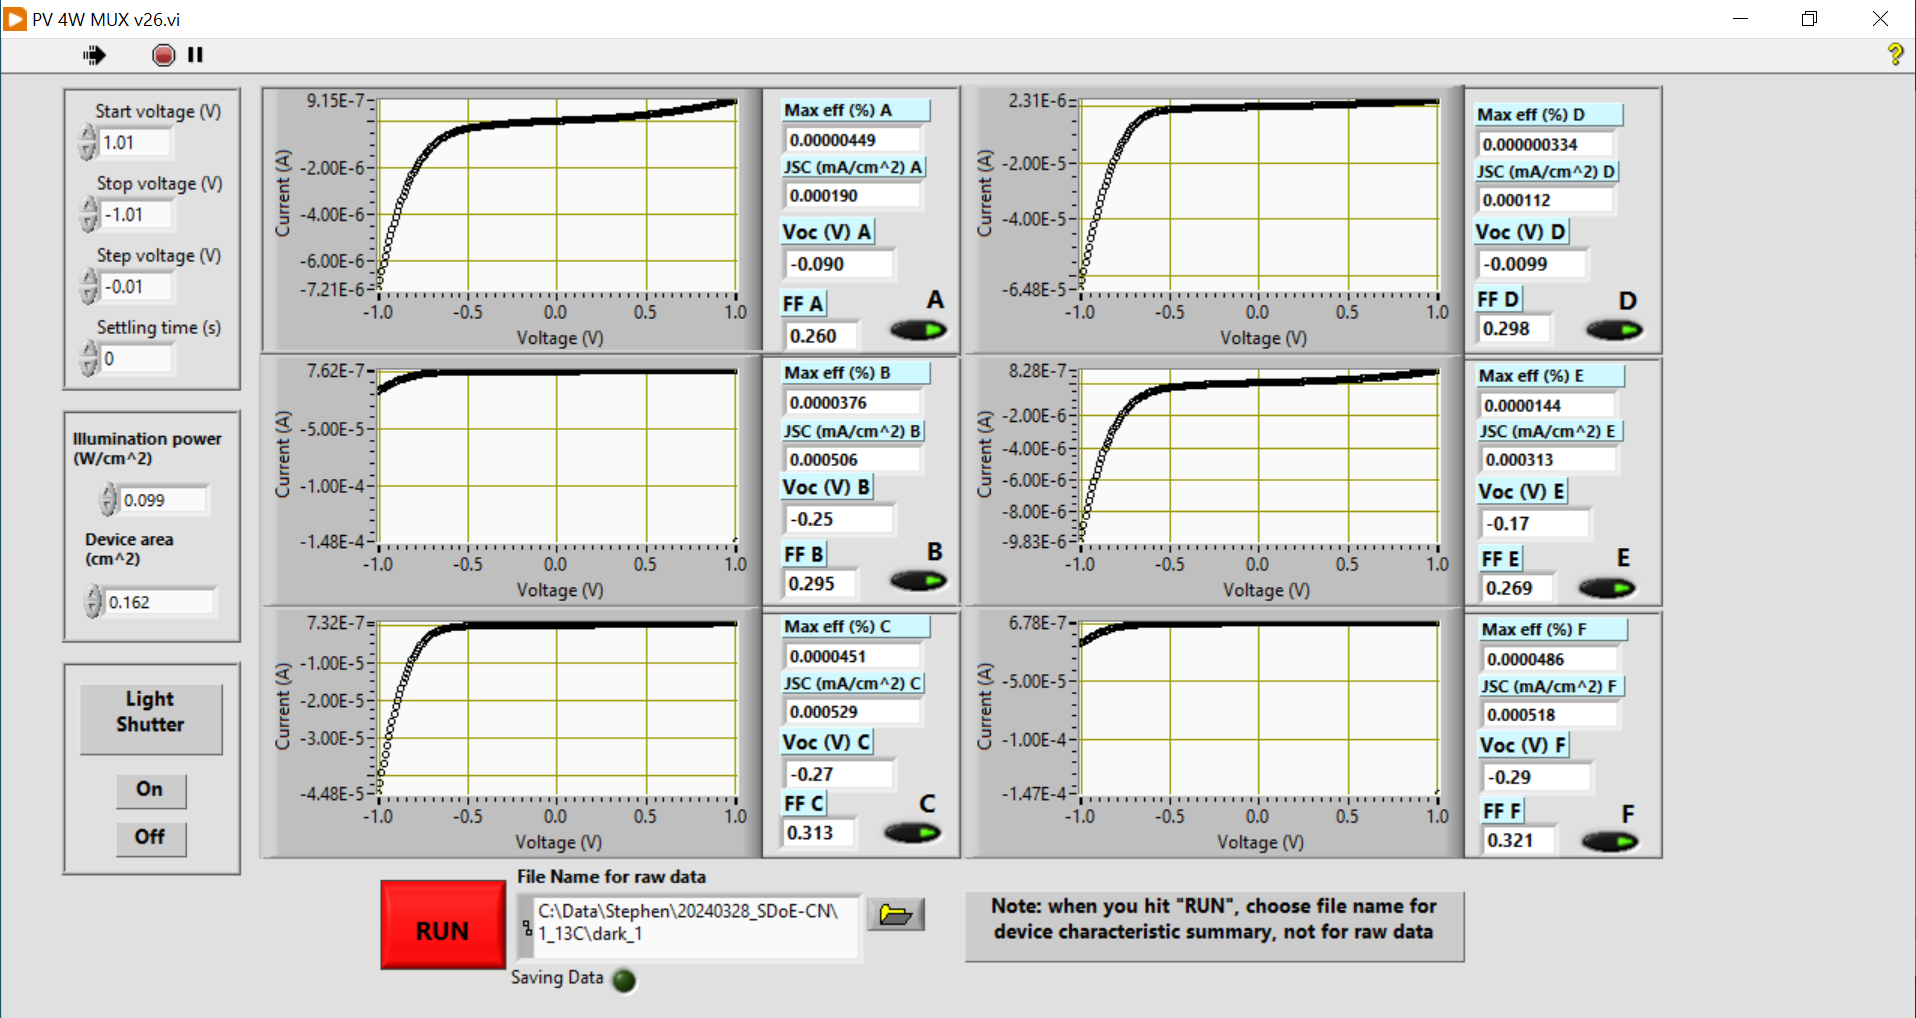 PV 4W MUX v26.vi
Start voltage (V)
1.01
Stop voltage (V)
-1.01
Step voltage (V)
-0.01
Settling time (s)
0
Illumination power
(W/cm^2)
0.099
Device area
(cm^2)
0.162
Light
Shutter
On
Off
9.15E-7
-2.00E-6
-4.00E-6
-6.00E-6
-7.21E-6
Current (A)
-1.0 -0.5 0.0 0.5 1.0
Voltage (V)
Max eff (%) A
0.00000449
JSC (mA/cm^2) A
0.000190
Voc (V) A
-0.090
FF A
0.260
A
2.31E-6
-2.00E-5
-4.00E-5
-6.48E-5
Current (A)
-1.0 -0.5 0.0 0.5 1.0
Voltage (V)
Max eff (%) D
0.000000334
JSC (mA/cm^2) D
0.000112
Voc (V) D
-0.0099
FF D
0.298
D
7.62E-7
-5.00E-5
-1.00E-4
-1.48E-4
Current (A)
-1.0 -0.5 0.0 0.5 1.0
Voltage (V)
Max eff (%) B
0.0000376
JSC (mA/cm^2) B
0.000506
Voc (V) B
-0.25
FF B
0.295
B
8.28E-7
-2.00E-6
-4.00E-6
-6.00E-6
-8.00E-6
-9.83E-6
Current (A)
-1.0 -0.5 0.0 0.5 1.0
Voltage (V)
Max eff (%) E
0.0000144
JSC (mA/cm^2) E
0.000313
Voc (V) E
-0.17
FF E
0.269
E
7.32E-7
-1.00E-5
-2.00E-5
-3.00E-5
-4.48E-5
Current (A)
-1.0 -0.5 0.0 0.5 1.0
Voltage (V)
Max eff (%) C
0.0000451
JSC (mA/cm^2) C
0.000529
Voc (V) C
-0.27
FF C
0.313
C
6.78E-7
-5.00E-5
-1.00E-4
-1.47E-4
Current (A)
-1.0 -0.5 0.0 0.5 1.0
Voltage (V)
Max eff (%) F
0.0000486
JSC (mA/cm^2) F
0.000518
Voc (V) F
-0.29
FF F
0.321
F
RUN
File Name for raw data
C:\Data\Stephen\20240328_SDoE-CN\
1_13C\dark_1
Saving Data
Note: when you hit "RUN", choose file name for
device characteristic summary, not for raw data